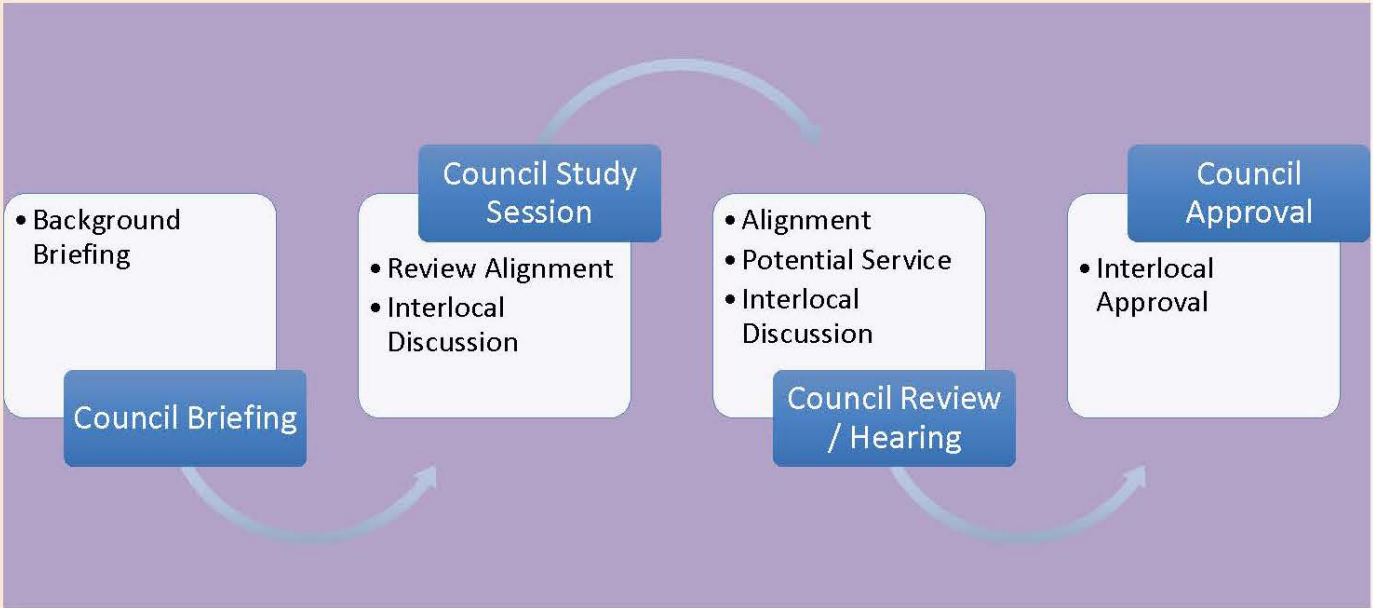 • Background
Briefing
Council Briefing
Council Study
Session
• Review Alignment
• Interlocal
Discussion
• Alignment
• Potential Service
• Interlocal
Discussion
Council Review
/ Hearing
Council
Approval
• Interlocal
Approval